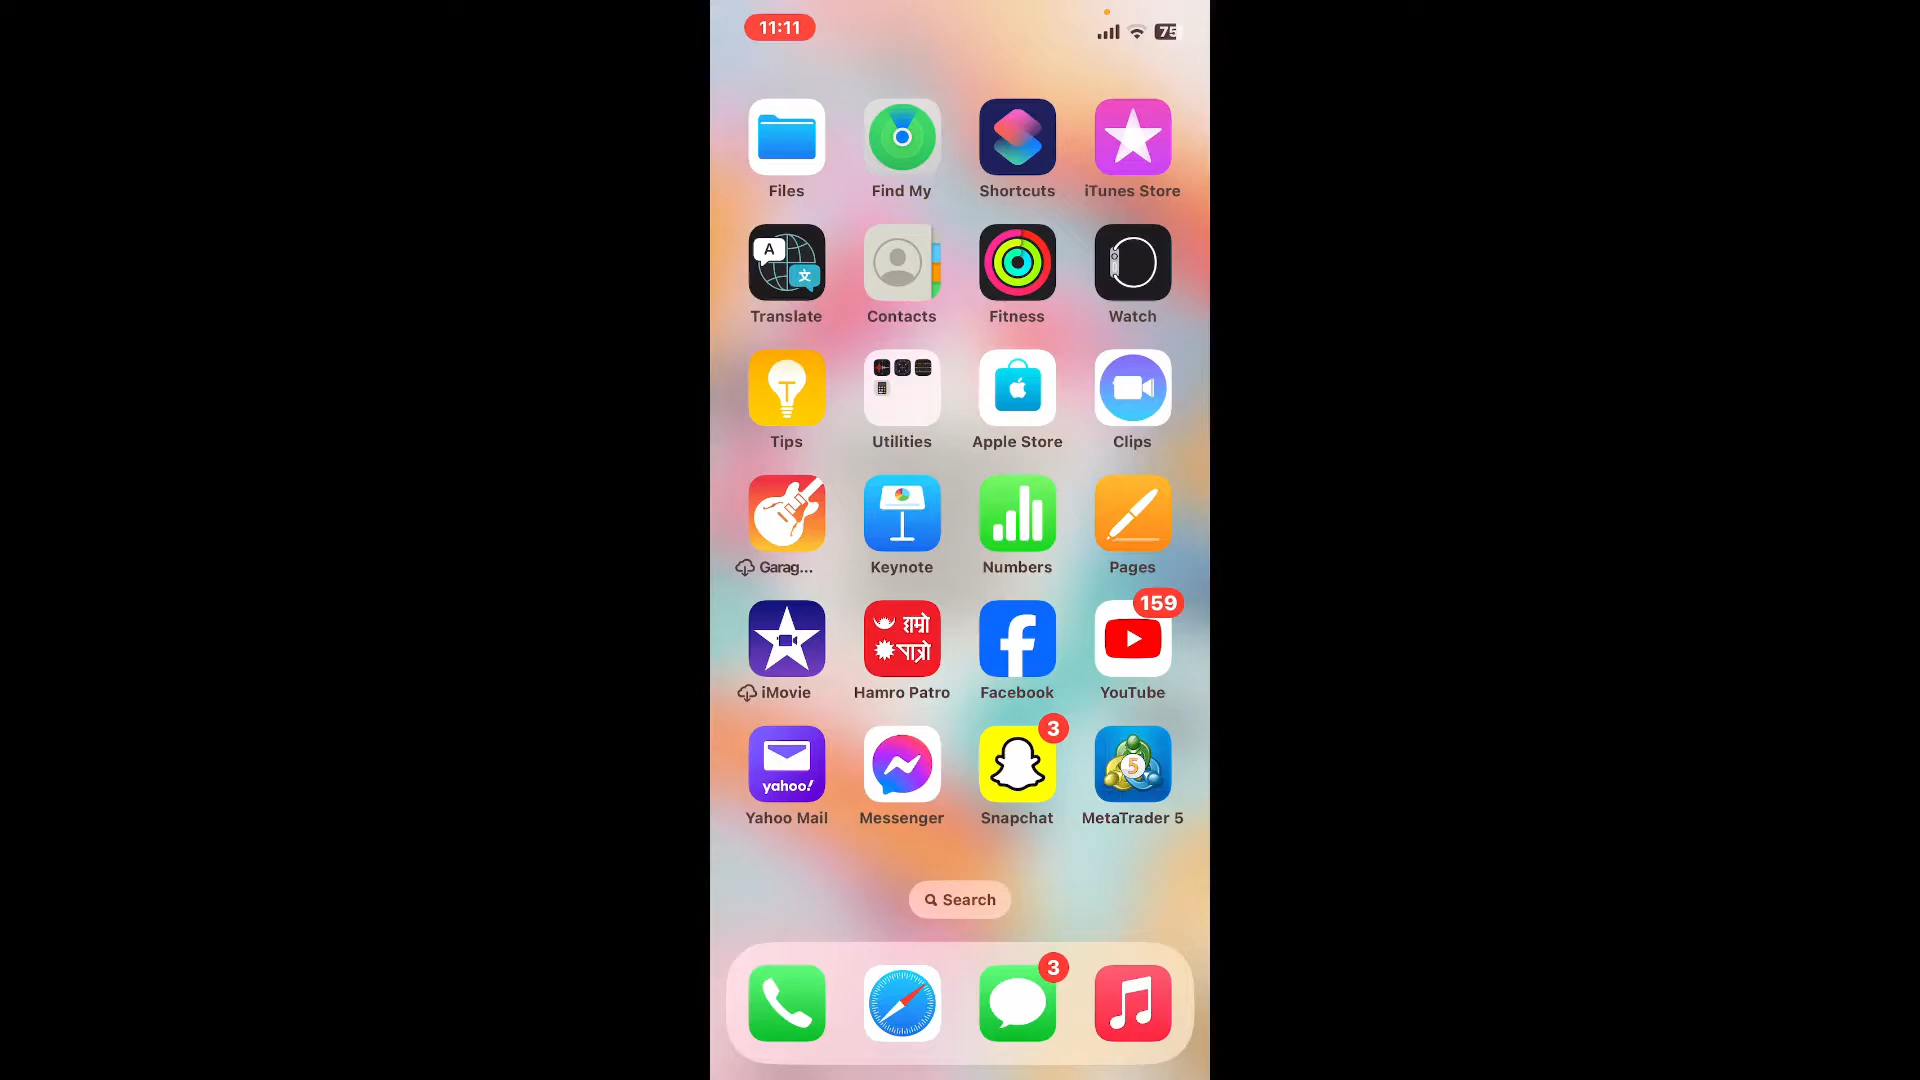 11:11
75
Files
Find My
Shortcuts
iTunes Store
A
文
Translate
Contacts
Fitness
Watch
Tips
Utilities
Apple Store
Clips
Garag...
Keynote
Numbers
Pages
159
हाम्रो
पात्रो
iMovie
Hamro Patro
Facebook
YouTube
3
yahoo!
5
Yahoo Mail
Messenger
Snapchat
MetaTrader 5
Search
3